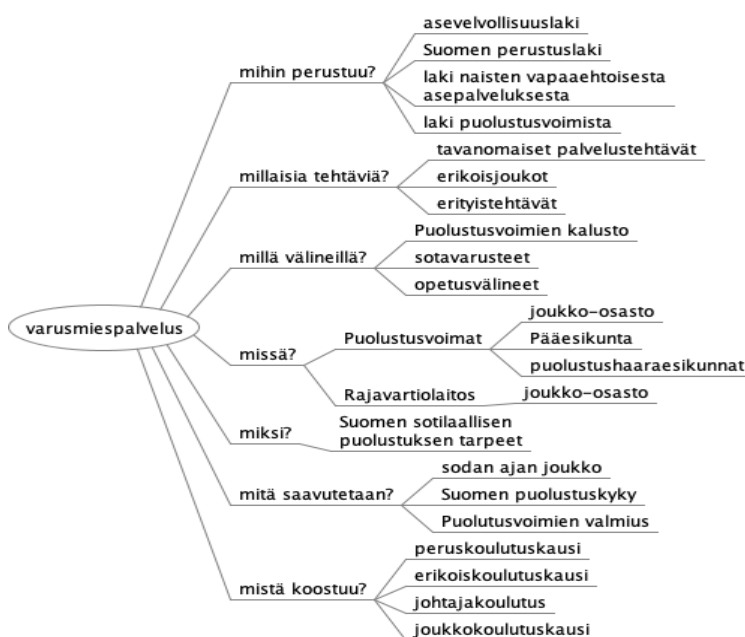 varusmiespalvelus
mihin perustuu?
asevelvollisuuslaki
Suomen perustuslaki
laki naisten vapaaehtoisesta
asepalveluksesta
laki puolustusvoimista
millaisia tehtäviä?
tavanomaiset palvelustehtävät
erikoisjoukot
erityistehtävät
millä välineillä?
Puolustusvoimien kalusto
sotavarusteet
opetusvälineet
missä?
Puolustusvoimat
joukko-osasto
Pääesikunta
puolustushaaraesikunnat
Rajavartiolaitos
joukko-osasto
miksi?
Suomen sotilaallisen
puolustuksen tarpeet
mitä saavutetaan?
sodan ajan joukko
Suomen puolustuskyky
Puolutusvoimien valmius
mistä koostuu?
peruskoulutuskausi
erikoiskoulutuskausi
johtajakoulutus
joukkokoulutuskausi